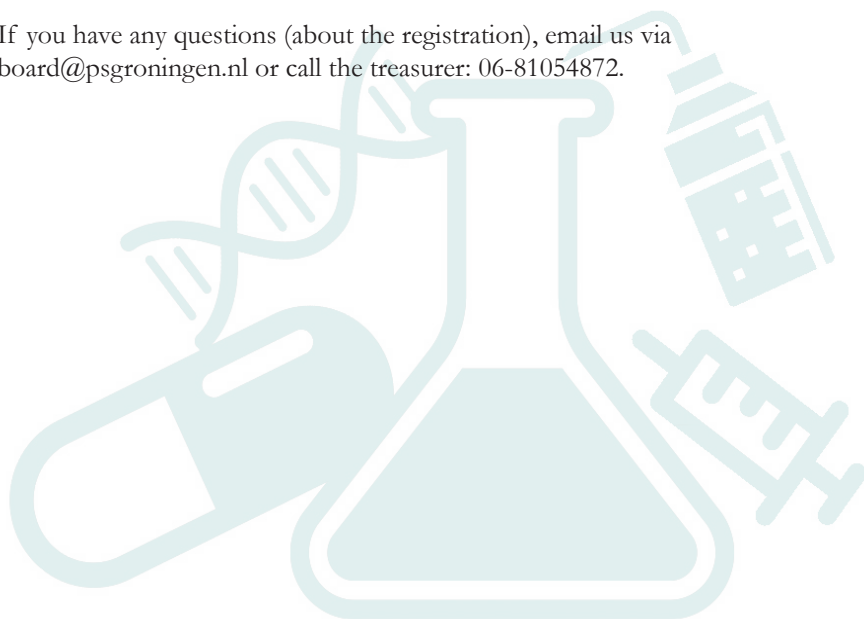 If you have any questions (about the registration), email us via
board@psgroningen.nl or call the treasurer: 06-81054872.